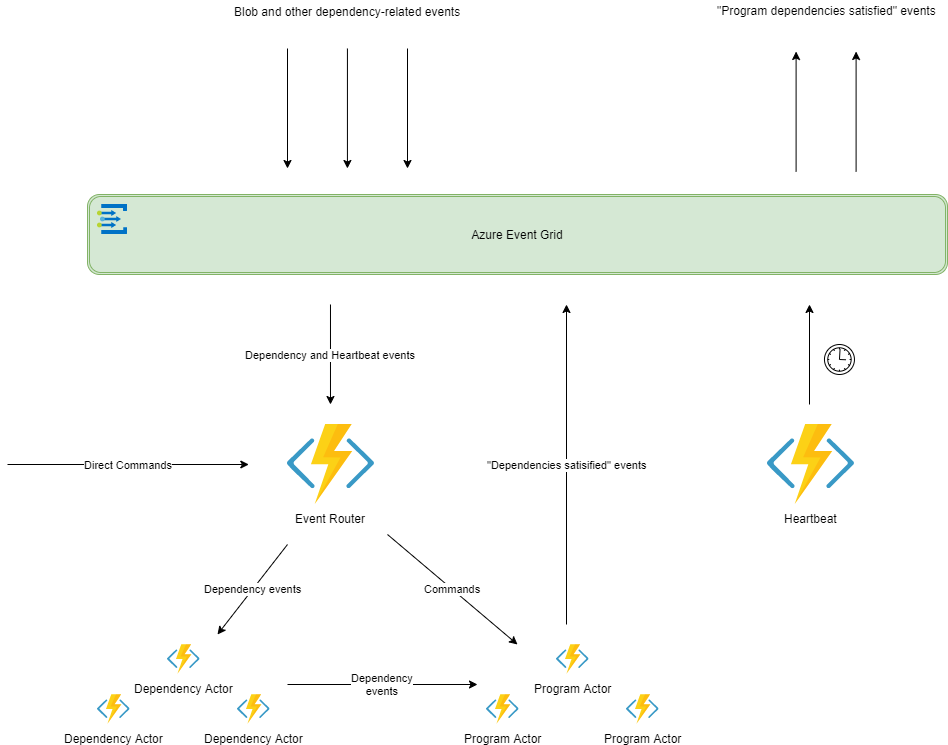 Blob and other dependency-related events
"Program dependencies satisfied" events
Azure Event Grid
Dependency and Heartbeat events
Direct Commands
"Dependencies satisified" events
Event Router
Heartbeat
Dependency events
Commands
Dependency
events
Dependency Actor
Program Actor
Dependency Actor
Dependency Actor
Program Actor
Program Actor